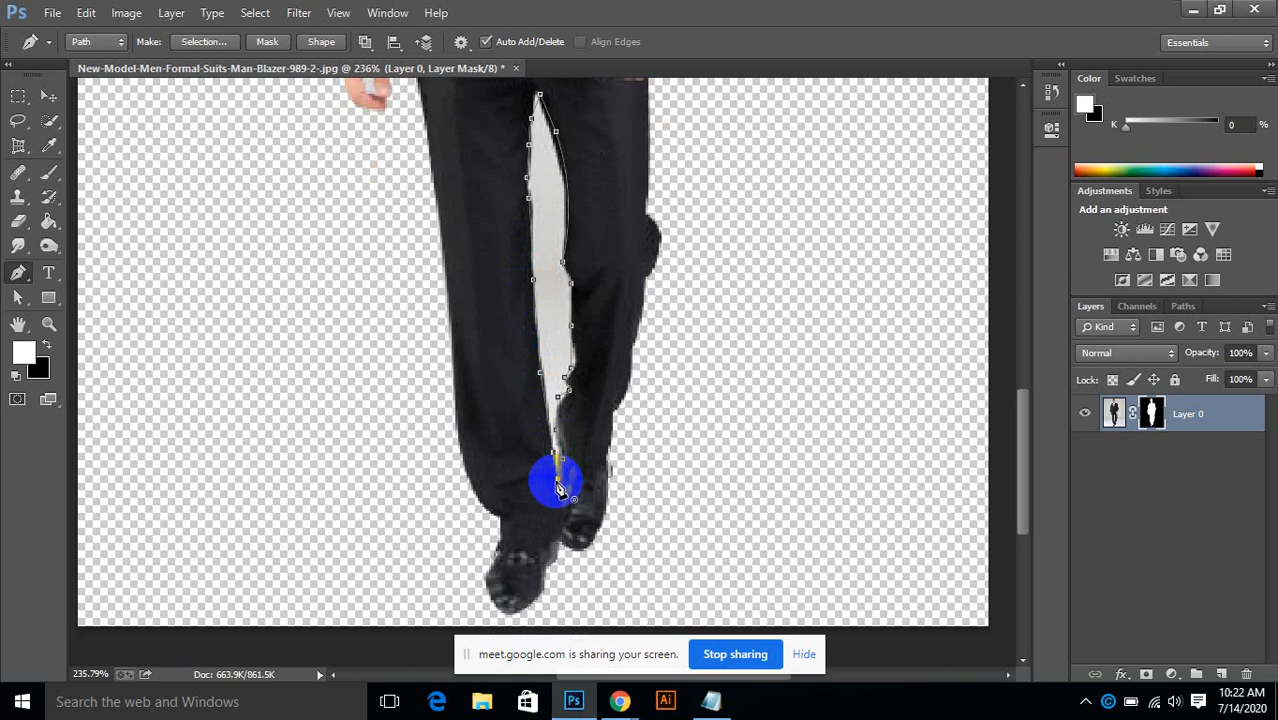 Ps File Edit Image Layer Type Select Filter 3D View Window Help
Path Make: Selection... Mask Shape Auto Add/Delete Align Edges Essentials
New-Model-Men-Formal-Suits-Man-Blazer-989-2-.jpg @ 236% (Layer 0, Layer Mask/8) * ×
Color Swatches
K 0 %
Adjustments Styles
Add an adjustment
Layers Channels Paths
Kind
Normal Opacity: 100%
Lock: Fill: 100%
Layer 0
meet.google.com is sharing your screen. Stop sharing Hide
235.79% Doc: 663.9K/861.5K
Search the web and Windows
Ps Ai
10:22 AM
7/14/2020